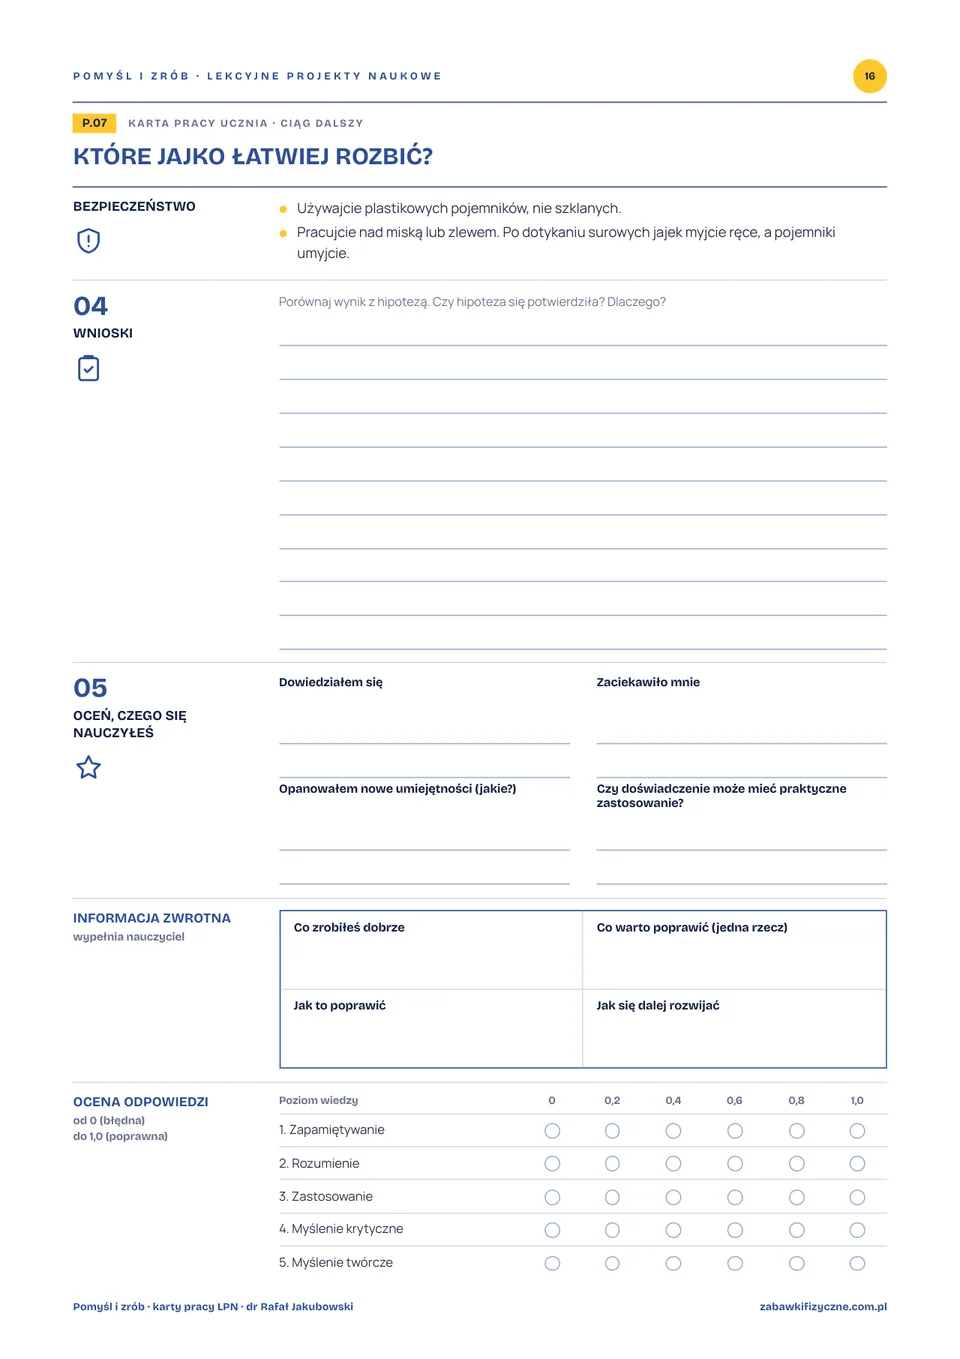 POMYŚL I ZRÓB · LEKCYJNE PROJEKTY NAUKOWE
16
P.07 KARTA PRACY UCZNIA · CIĄG DALSZY
KTÓRE JAJKO ŁATWIEJ ROZBIĆ?
BEZPIECZEŃSTWO
Używajcie plastikowych pojemników, nie szklanych.
Pracujcie nad miską lub zlewem. Po dotykaniu surowych jajek myjcie ręce, a pojemniki
umyjcie.
04
WNIOSKI
Porównaj wynik z hipotezą. Czy hipoteza się potwierdziła? Dlaczego?
05
OCEŃ, CZEGO SIĘ
NAUCZYŁEŚ
Dowiedziałem się
Zaciekawiło mnie
Opanowałem nowe umiejętności (jakie?)
Czy doświadczenie może mieć praktyczne
zastosowanie?
INFORMACJA ZWROTNA
wypełnia nauczyciel
Co zrobiłeś dobrze
Co warto poprawić (jedna rzecz)
Jak to poprawić
Jak się dalej rozwijać
OCENA ODPOWIEDZI
od 0 (błędna)
do 1,0 (poprawna)
Poziom wiedzy 0 0,2 0,4 0,6 0,8 1,0
1. Zapamiętywanie
2. Rozumienie
3. Zastosowanie
4. Myślenie krytyczne
5. Myślenie twórcze
Pomyśl i zrób · karty pracy LPN · dr Rafał Jakubowski
zabawkifizyczne.com.pl